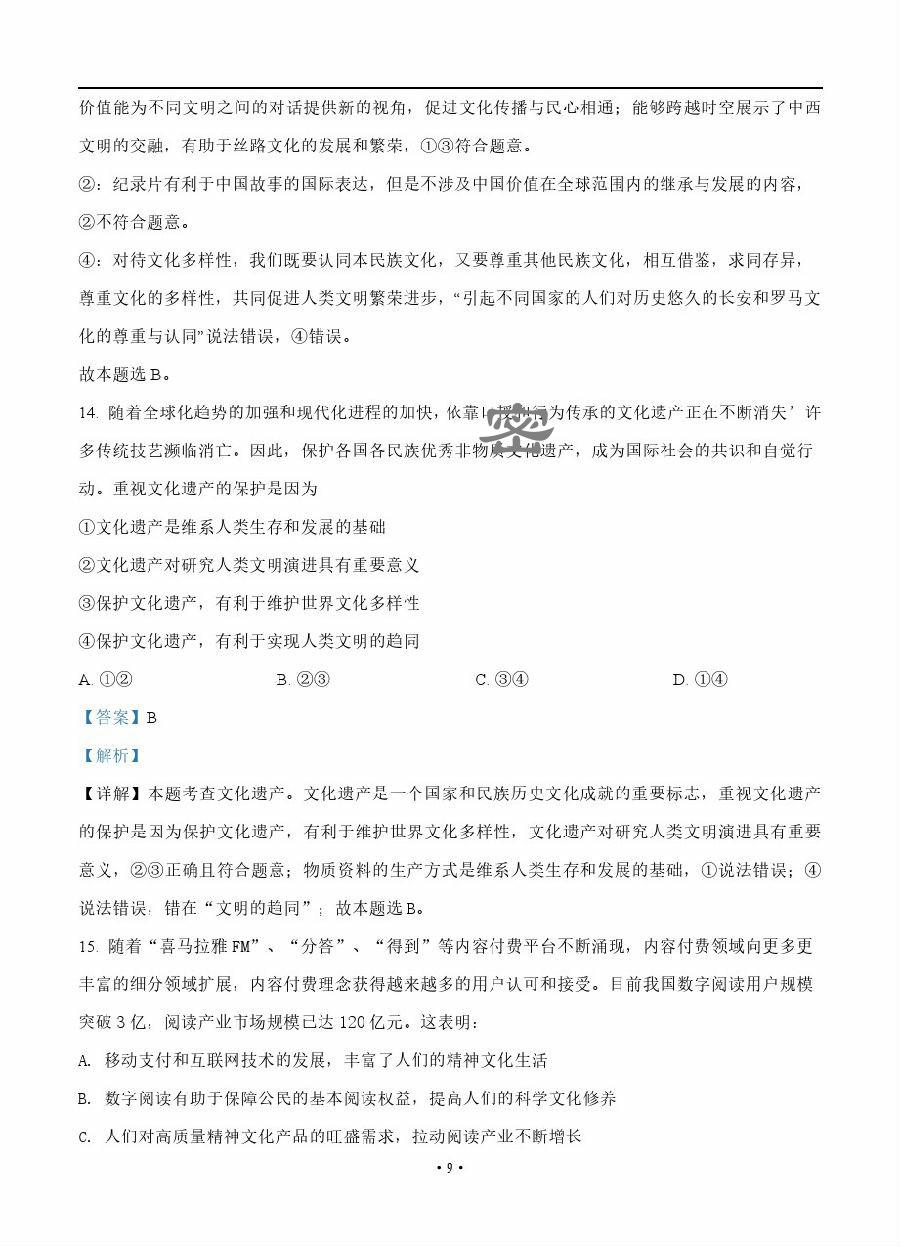 价值能为不同文明之间的对话提供新的视角，促过文化传播与民心相通；能够跨越时空展示了中西
文明的交融，有助于丝路文化的发展和繁荣，①③符合题意。
②：纪录片有利于中国故事的国际表达，但是不涉及中国价值在全球范围内的继承与发展的内容，
②不符合题意。
④：对待文化多样性，我们既要认同本民族文化，又要尊重其他民族文化，相互借鉴，求同存异，
尊重文化的多样性，共同促进人类文明繁荣进步，“引起不同国家的人们对历史悠久的长安和罗马文
化的尊重与认同”说法错误，④错误。
故本题选 B。
14. 随着全球化趋势的加强和现代化进程的加快，依靠口授和行为传承的文化遗产正在不断消失，许
密
多传统技艺濒临消亡。因此，保护各国各民族优秀非物质文化遗产，成为国际社会的共识和自觉行
动。重视文化遗产的保护是因为
①文化遗产是维系人类生存和发展的基础
②文化遗产对研究人类文明演进具有重要意义
③保护文化遗产，有利于维护世界文化多样性
④保护文化遗产，有利于实现人类文明的趋同
A. ①② B. ②③ C. ③④ D. ①④
【答案】B
【解析】
【详解】本题考查文化遗产。文化遗产是一个国家和民族历史文化成就的重要标志，重视文化遗产
的保护是因为保护文化遗产，有利于维护世界文化多样性，文化遗产对研究人类文明演进具有重要
意义，②③正确且符合题意；物质资料的生产方式是维系人类生存和发展的基础，①说法错误；④
说法错误，错在“文明的趋同”；故本题选 B。
15. 随着“喜马拉雅 FM”、“分答”、“得到”等内容付费平台不断涌现，内容付费领域向更多更
丰富的细分领域扩展，内容付费理念获得越来越多的用户认可和接受。目前我国数字阅读用户规模
突破 3 亿，阅读产业市场规模已达 120 亿元。这表明：
A. 移动支付和互联网技术的发展，丰富了人们的精神文化生活
B. 数字阅读有助于保障公民的基本阅读权益，提高人们的科学文化修养
C. 人们对高质量精神文化产品的旺盛需求，拉动阅读产业不断增长
• 9 •